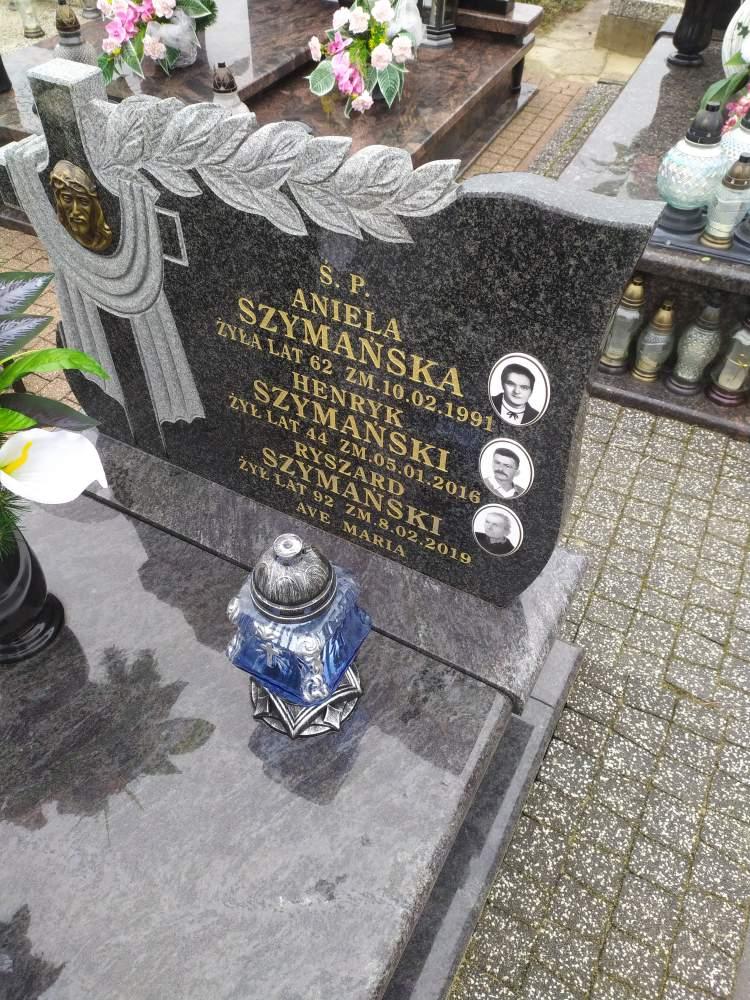 Ś. P.
ANIELA
SZYMAŃSKA
ŻYŁA LAT 62 ZM.10.02.1991
HENRYK
SZYMAŃSKI
ŻYŁ LAT 44 ZM.05.01.2016
RYSZARD
SZYMAŃSKI
ŻYŁ LAT 92 ZM 8.02.2019
AVE MARIA